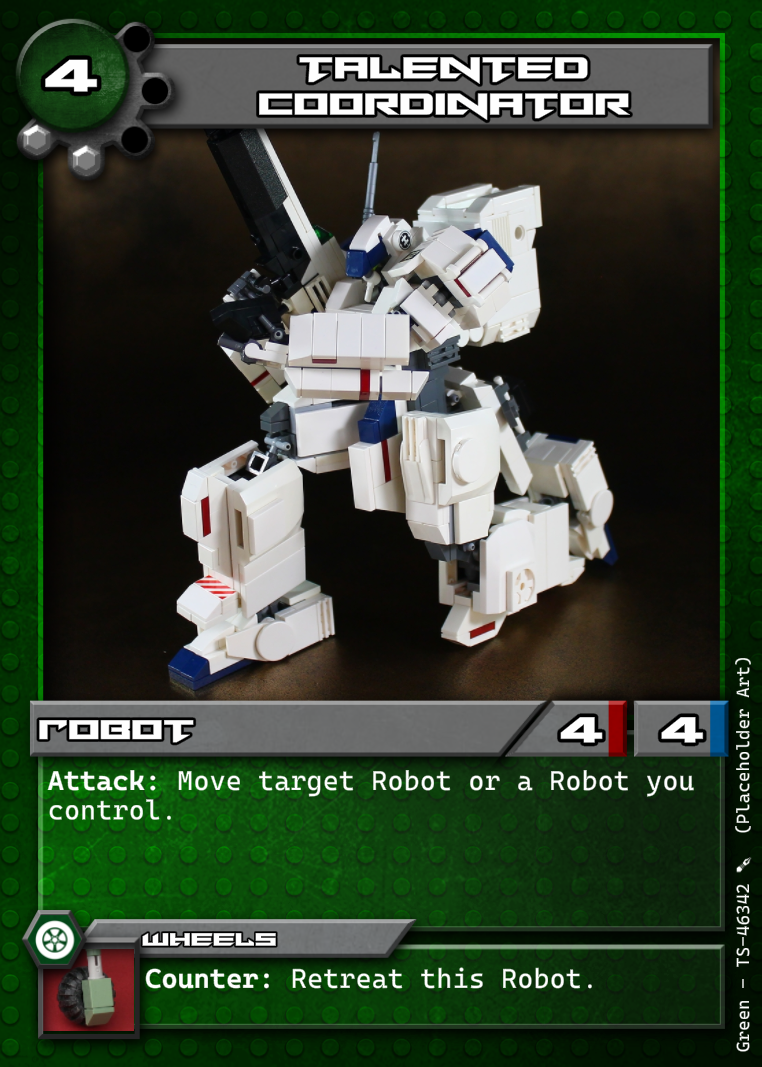 4
TALENTED
COORDINATOR
ROBOT
4
4
Attack: Move target Robot or a Robot you
control.
WHEELS
Counter: Retreat this Robot.
Green — TS-46342 🖌 (Placeholder Art)